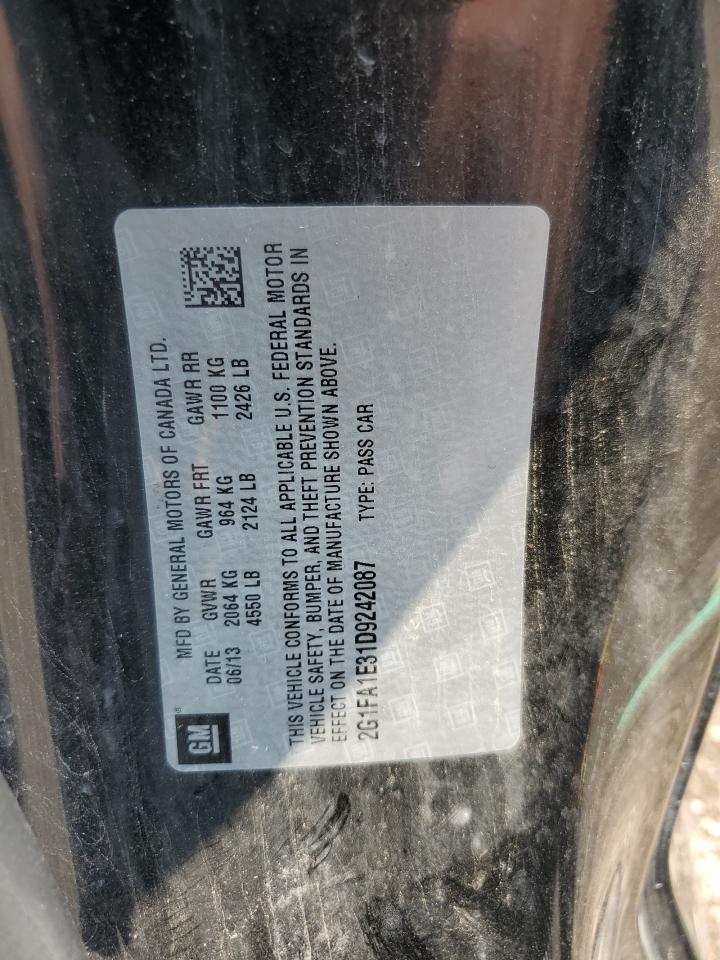 GM®
MFD BY GENERAL MOTORS OF CANADA LTD.
DATE GVWR GAWR FRT GAWR RR
06/13 2064 KG 964 KG 1100 KG
4550 LB 2124 LB 2426 LB
THIS VEHICLE CONFORMS TO ALL APPLICABLE U.S. FEDERAL MOTOR
VEHICLE SAFETY, BUMPER, AND THEFT PREVENTION STANDARDS IN
EFFECT ON THE DATE OF MANUFACTURE SHOWN ABOVE.
2G1FA1E31D9242087 TYPE: PASS CAR